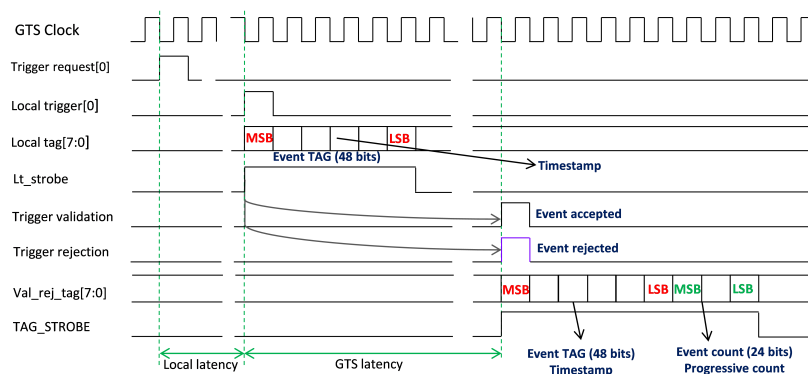 GTS Clock
Trigger request[0]
Local trigger[0]
Local tag[7:0]
MSB
LSB
Event TAG (48 bits)
Timestamp
Lt_strobe
Trigger validation
Event accepted
Trigger rejection
Event rejected
Val_rej_tag[7:0]
MSB
LSB
MSB
LSB
TAG_STROBE
Local latency
GTS latency
Event TAG (48 bits)
Timestamp
Event count (24 bits)
Progressive count